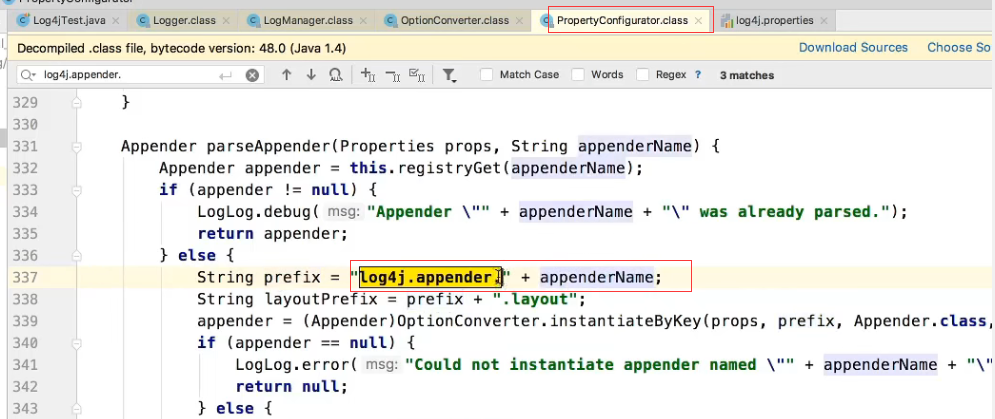 Log4jTest.java Logger.class LogManager.class OptionConverter.class PropertyConfigurator.class log4j.properties
Decompiled .class file, bytecode version: 48.0 (Java 1.4) Download Sources Choose So
log4j.appender. Match Case Words Regex ? 3 matches
329 }
330
331 Appender parseAppender(Properties props, String appenderName) {
332 Appender appender = this.registryGet(appenderName);
333 if (appender != null) {
334 LogLog.debug( msg: "Appender \"" + appenderName + "\" was already parsed.");
335 return appender;
336 } else {
337 String prefix = "log4j.appender." + appenderName;
338 String layoutPrefix = prefix + ".layout";
339 appender = (Appender)OptionConverter.instantiateByKey(props, prefix, Appender.class,
340 if (appender == null) {
341 LogLog.error( msg: "Could not instantiate appender named \"" + appenderName + "\"
342 return null;
343 } else {